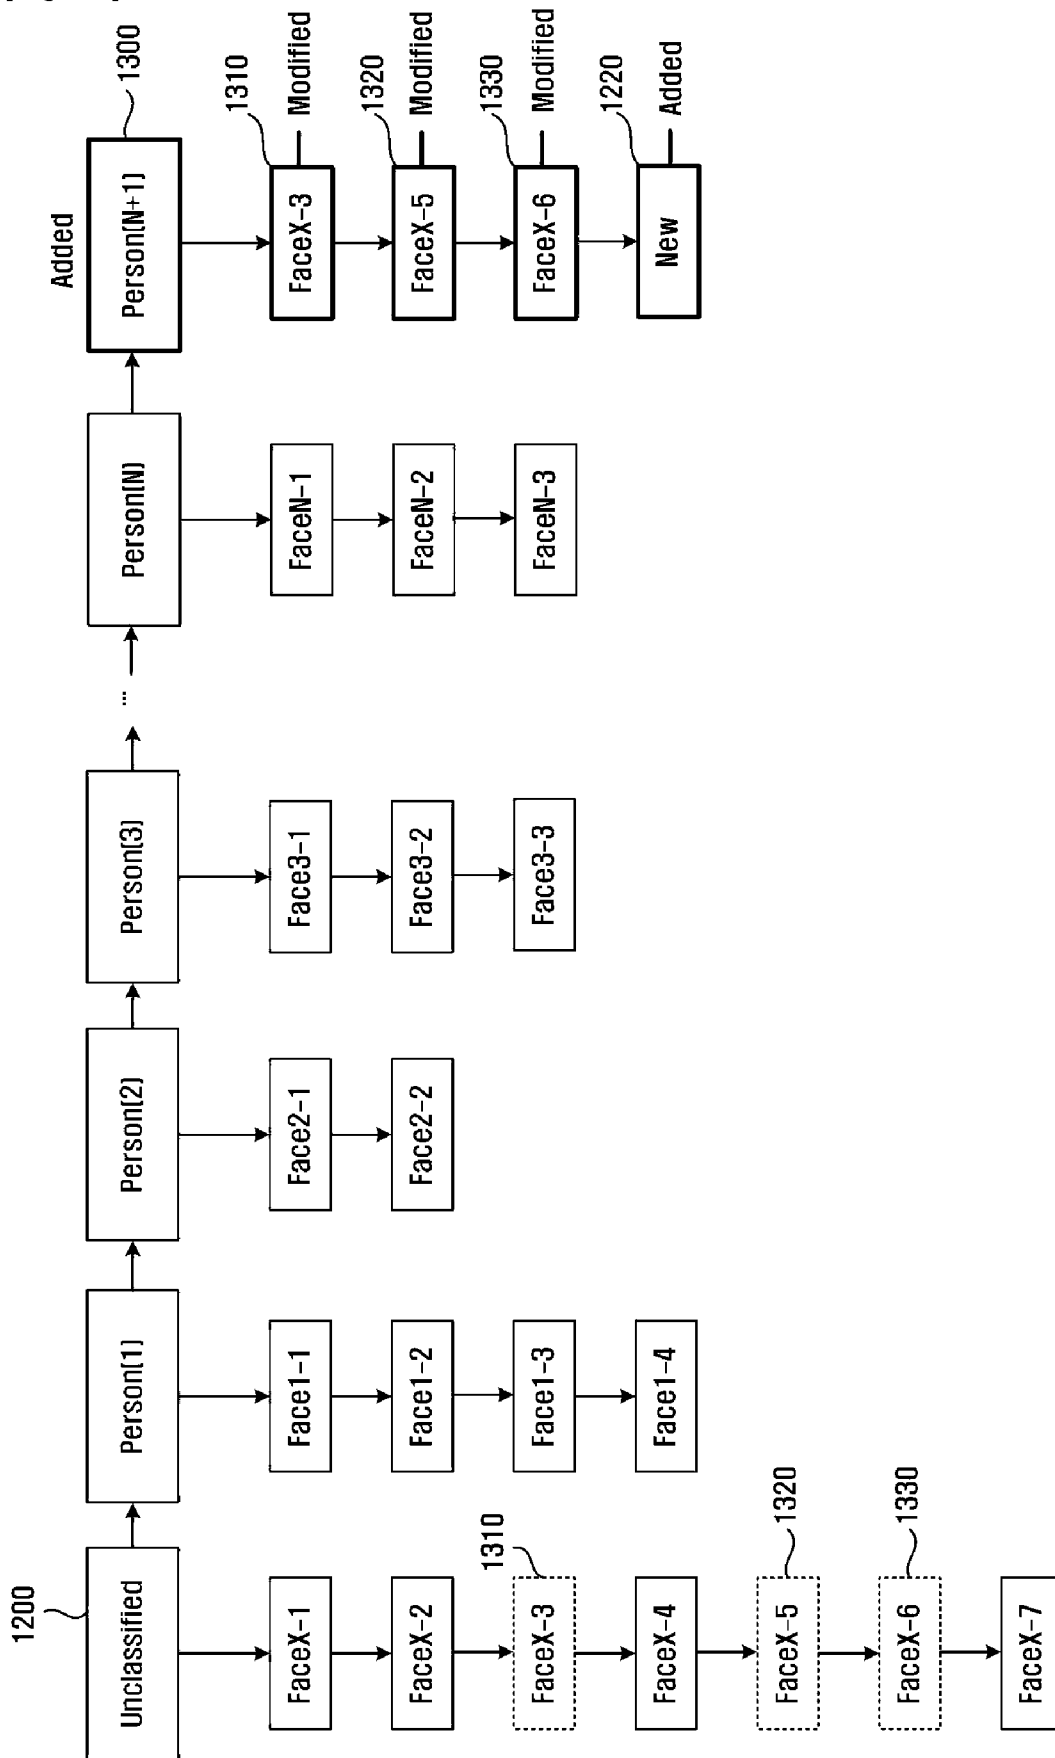 1200
Unclassified
FaceX-1
FaceX-2
1310
FaceX-3
FaceX-4
1320
FaceX-5
1330
FaceX-6
FaceX-7
Person(1)
Face1-1
Face1-2
Face1-3
Face1-4
Person(2)
Face2-1
Face2-2
Person(3)
Face3-1
Face3-2
Face3-3
...
Person(N)
FaceN-1
FaceN-2
FaceN-3
Added
1300
Person(N+1)
1310
FaceX-3
Modified
1320
FaceX-5
Modified
1330
FaceX-6
Modified
1220
New
Added